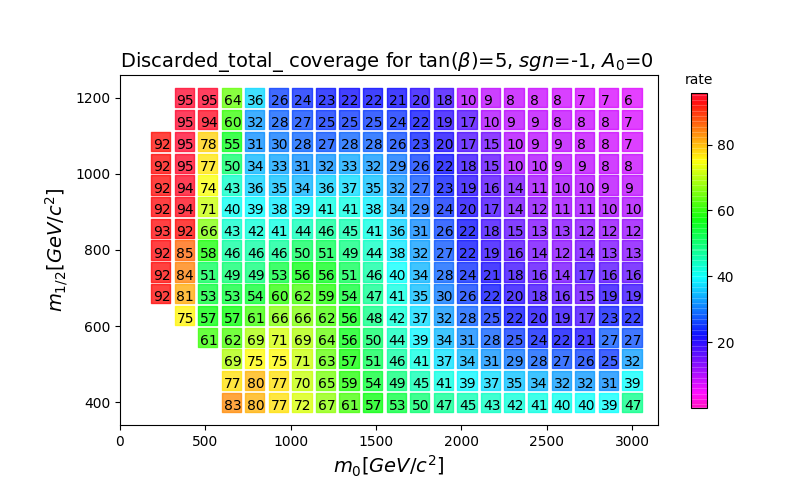 Discarded_total_ coverage for tan(β)=5, sgn=-1, A₀=0
rate
1200 95 95 64 36 26 24 23 22 22 21 20 18 10 9 8 8 8 7 7 6
95 94 60 32 28 27 25 25 25 24 22 19 17 10 9 9 8 8 8 7
92 95 78 55 31 30 28 27 28 28 26 23 20 17 15 10 9 9 8 8 7
80
1000 92 95 77 50 34 33 31 32 33 32 29 26 22 18 15 10 10 9 9 8 8
92 94 74 43 36 35 34 36 37 35 32 27 23 19 16 14 11 10 10 9 9
92 94 71 40 39 38 39 41 41 38 34 29 24 20 17 14 12 11 11 10 10
60
93 92 66 43 42 41 44 46 45 41 36 31 26 22 18 15 13 13 12 12 12
800 92 85 58 46 46 46 50 51 49 46 38 32 27 22 19 16 14 12 14 13 13
92 84 51 49 49 53 56 56 51 46 40 34 28 24 21 18 16 14 17 16 16
40
92 81 53 53 54 60 62 59 54 47 41 35 30 26 22 20 18 16 15 19 19
600 75 57 57 61 66 66 62 56 48 42 37 32 28 25 22 20 19 17 23 22
61 62 69 71 69 64 56 50 44 39 34 31 28 25 24 22 21 27 27
20
69 75 75 71 63 57 51 46 41 37 34 31 29 28 27 26 25 32
77 80 77 70 65 59 54 49 45 41 39 37 35 34 32 32 31 39
400 83 80 77 72 67 61 57 53 50 47 45 43 42 41 40 40 39 47
0 500 1000 1500 2000 2500 3000
m₀[GeV/c²]
m₁/₂[GeV/c²]